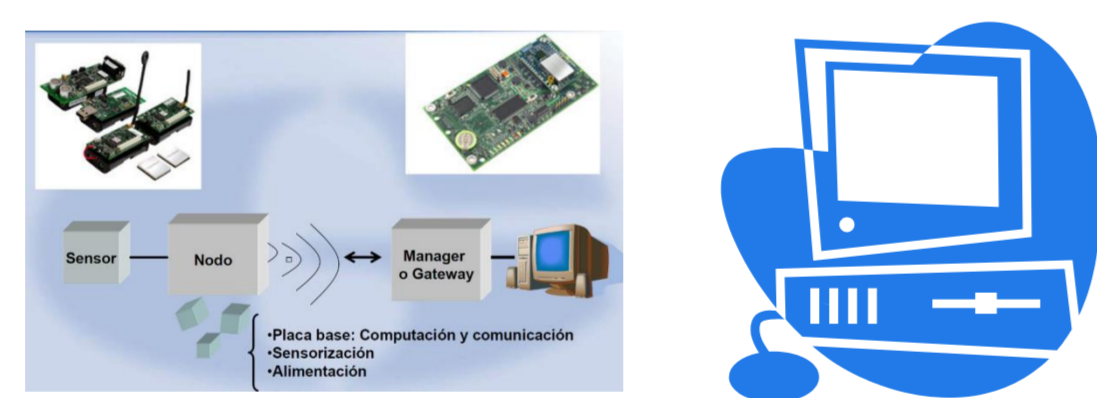 Sensor
Nodo
Manager
o Gateway
•Placa base: Computación y comunicación
•Sensorización
•Alimentación